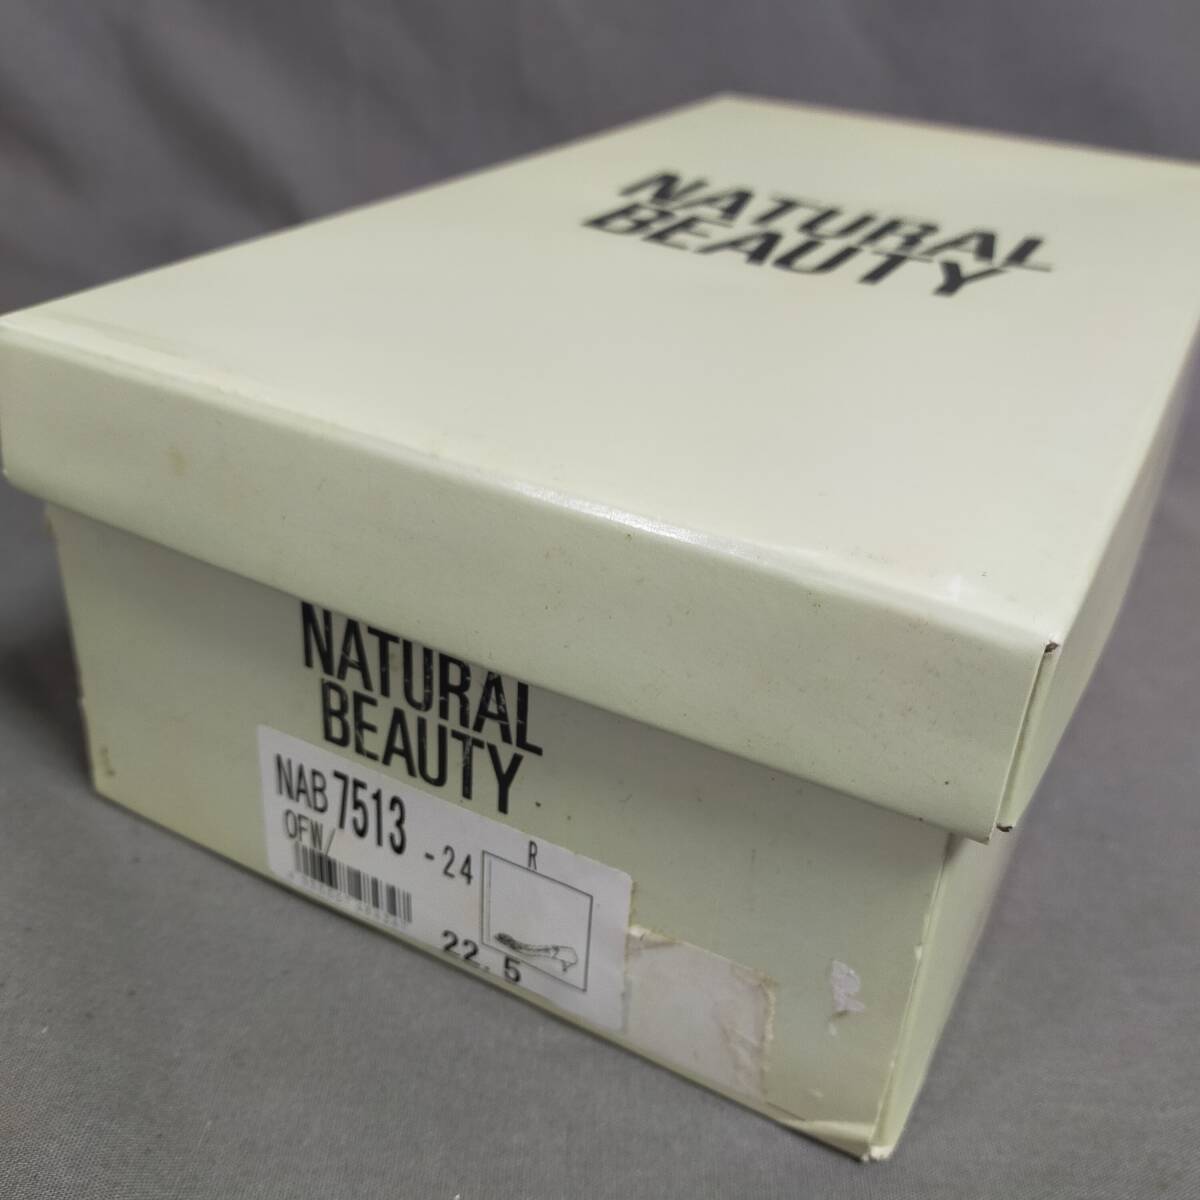 NATURAL
BEAUTY
NATURAL
BEAUTY
NAB 7513 -24
OFW/
R
22.5